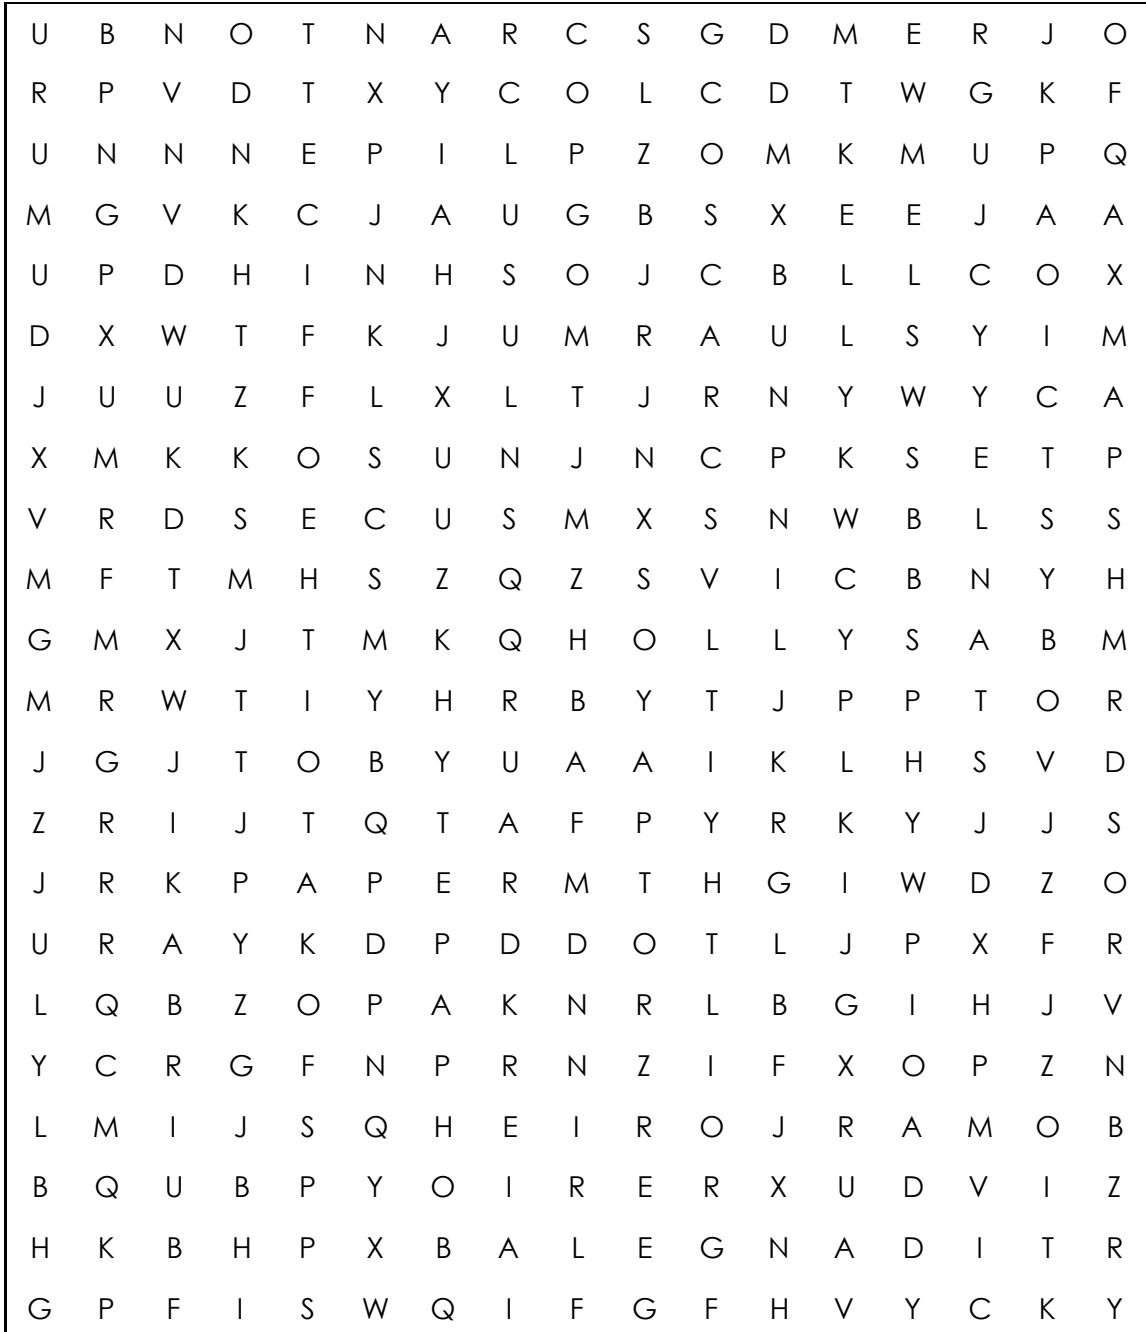 U B N O T N A R C S G D M E R J O
R P V D T X Y C O L C D T W G K F
U N N N E P I L P Z O M K M U P Q
M G V K C J A U G B S X E E J A A
U P D H I N H S O J C B L L C O X
D X W T F K J U M R A U L S Y I M
J U U Z F L X L T J R N Y W Y C A
X M K K O S U N J N C P K S E T P
V R D S E C U S M X S N W B L S S
M F T M H S Z Q Z S V I C B N Y H
G M X J T M K Q H O L L Y S A B M
M R W T I Y H R B Y T J P P T O R
J G J T O B Y U A A I K L H S V D
Z R I J T Q T A F P Y R K Y J J S
J R K P A P E R M T H G I W D Z O
U R A Y K D P D D O T L J P X F R
L Q B Z O P A K N R L B G I H J V
Y C R G F N P R N Z I F X O P Z N
L M I J S Q H E I R O J R A M O B
B Q U B P Y O I R E R X U D V I Z
H K B H P X B A L E G N A D I T R
G P F I S W Q I F G F H V Y C K Y